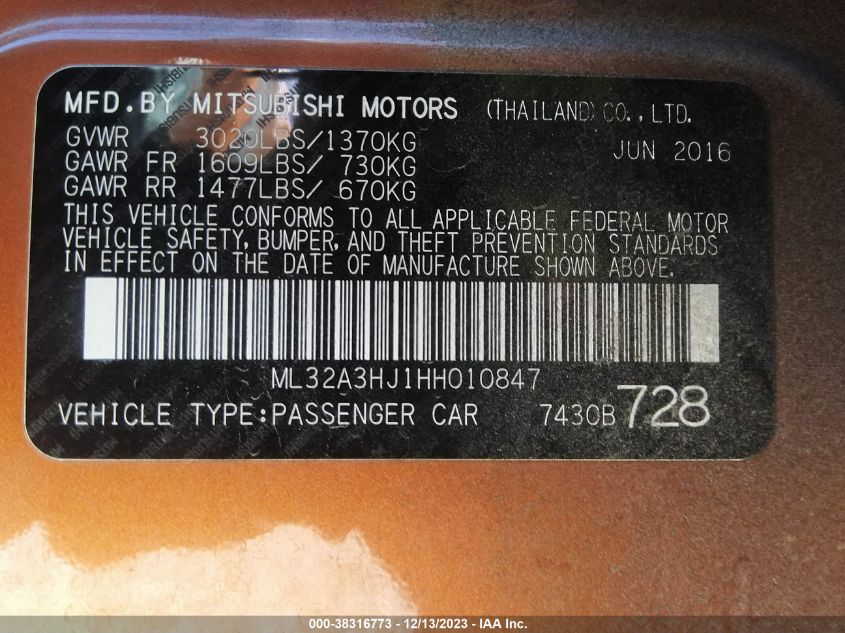 MFD.BY MITSUBISHI MOTORS (THAILAND) CO.,LTD.
GVWR 3020LBS/1370KG JUN 2016
GAWR FR 1609LBS/ 730KG
GAWR RR 1477LBS/ 670KG
THIS VEHICLE CONFORMS TO ALL APPLICABLE FEDERAL MOTOR
VEHICLE SAFETY, BUMPER, AND THEFT PREVENTION STANDARDS
IN EFFECT ON THE DATE OF MANUFACTURE SHOWN ABOVE.
ML32A3HJ1HH010847
VEHICLE TYPE:PASSENGER CAR 7430B 728
000-38316773 - 12/13/2023 - IAA Inc.